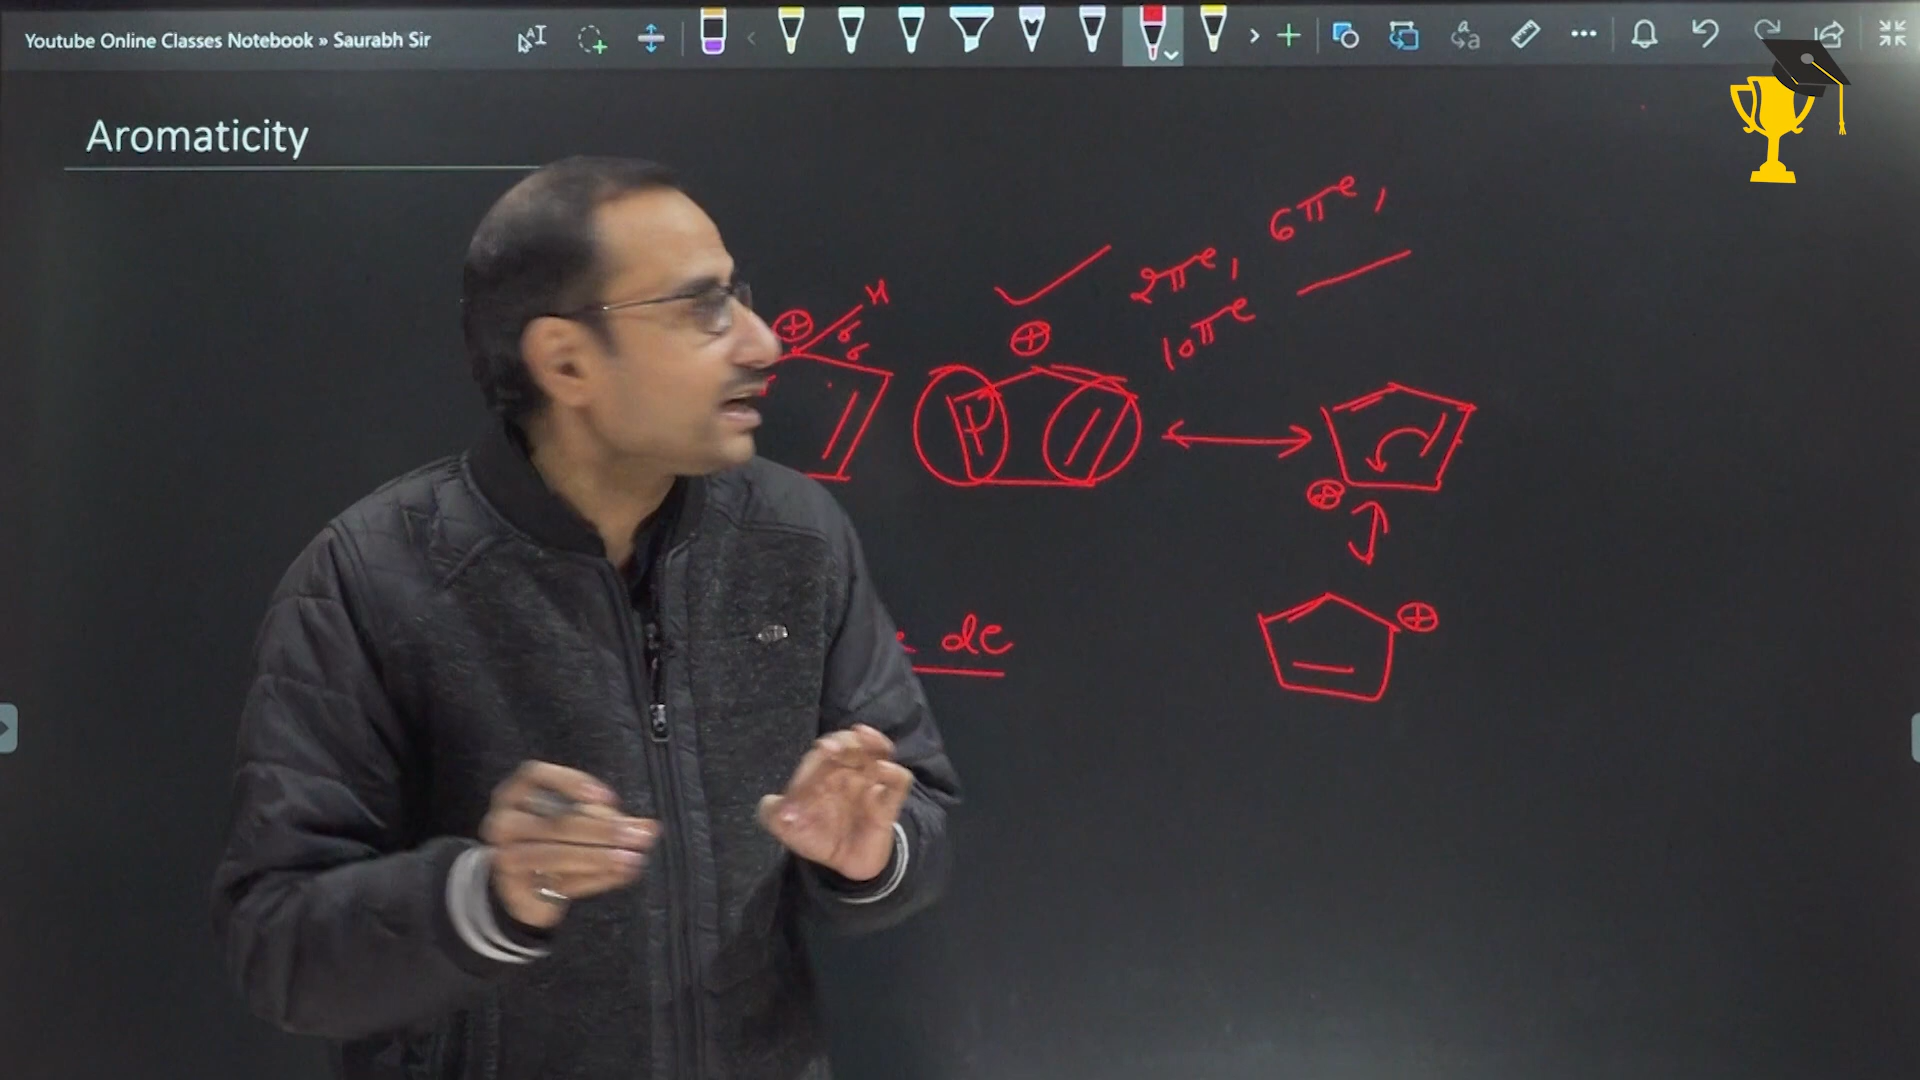 Youtube Online Classes Notebook » Saurabh Sir
Aromaticity
2πe, 6πe,
10πe
H
σ
σ
⊕
⊕
⊕
de
⊕